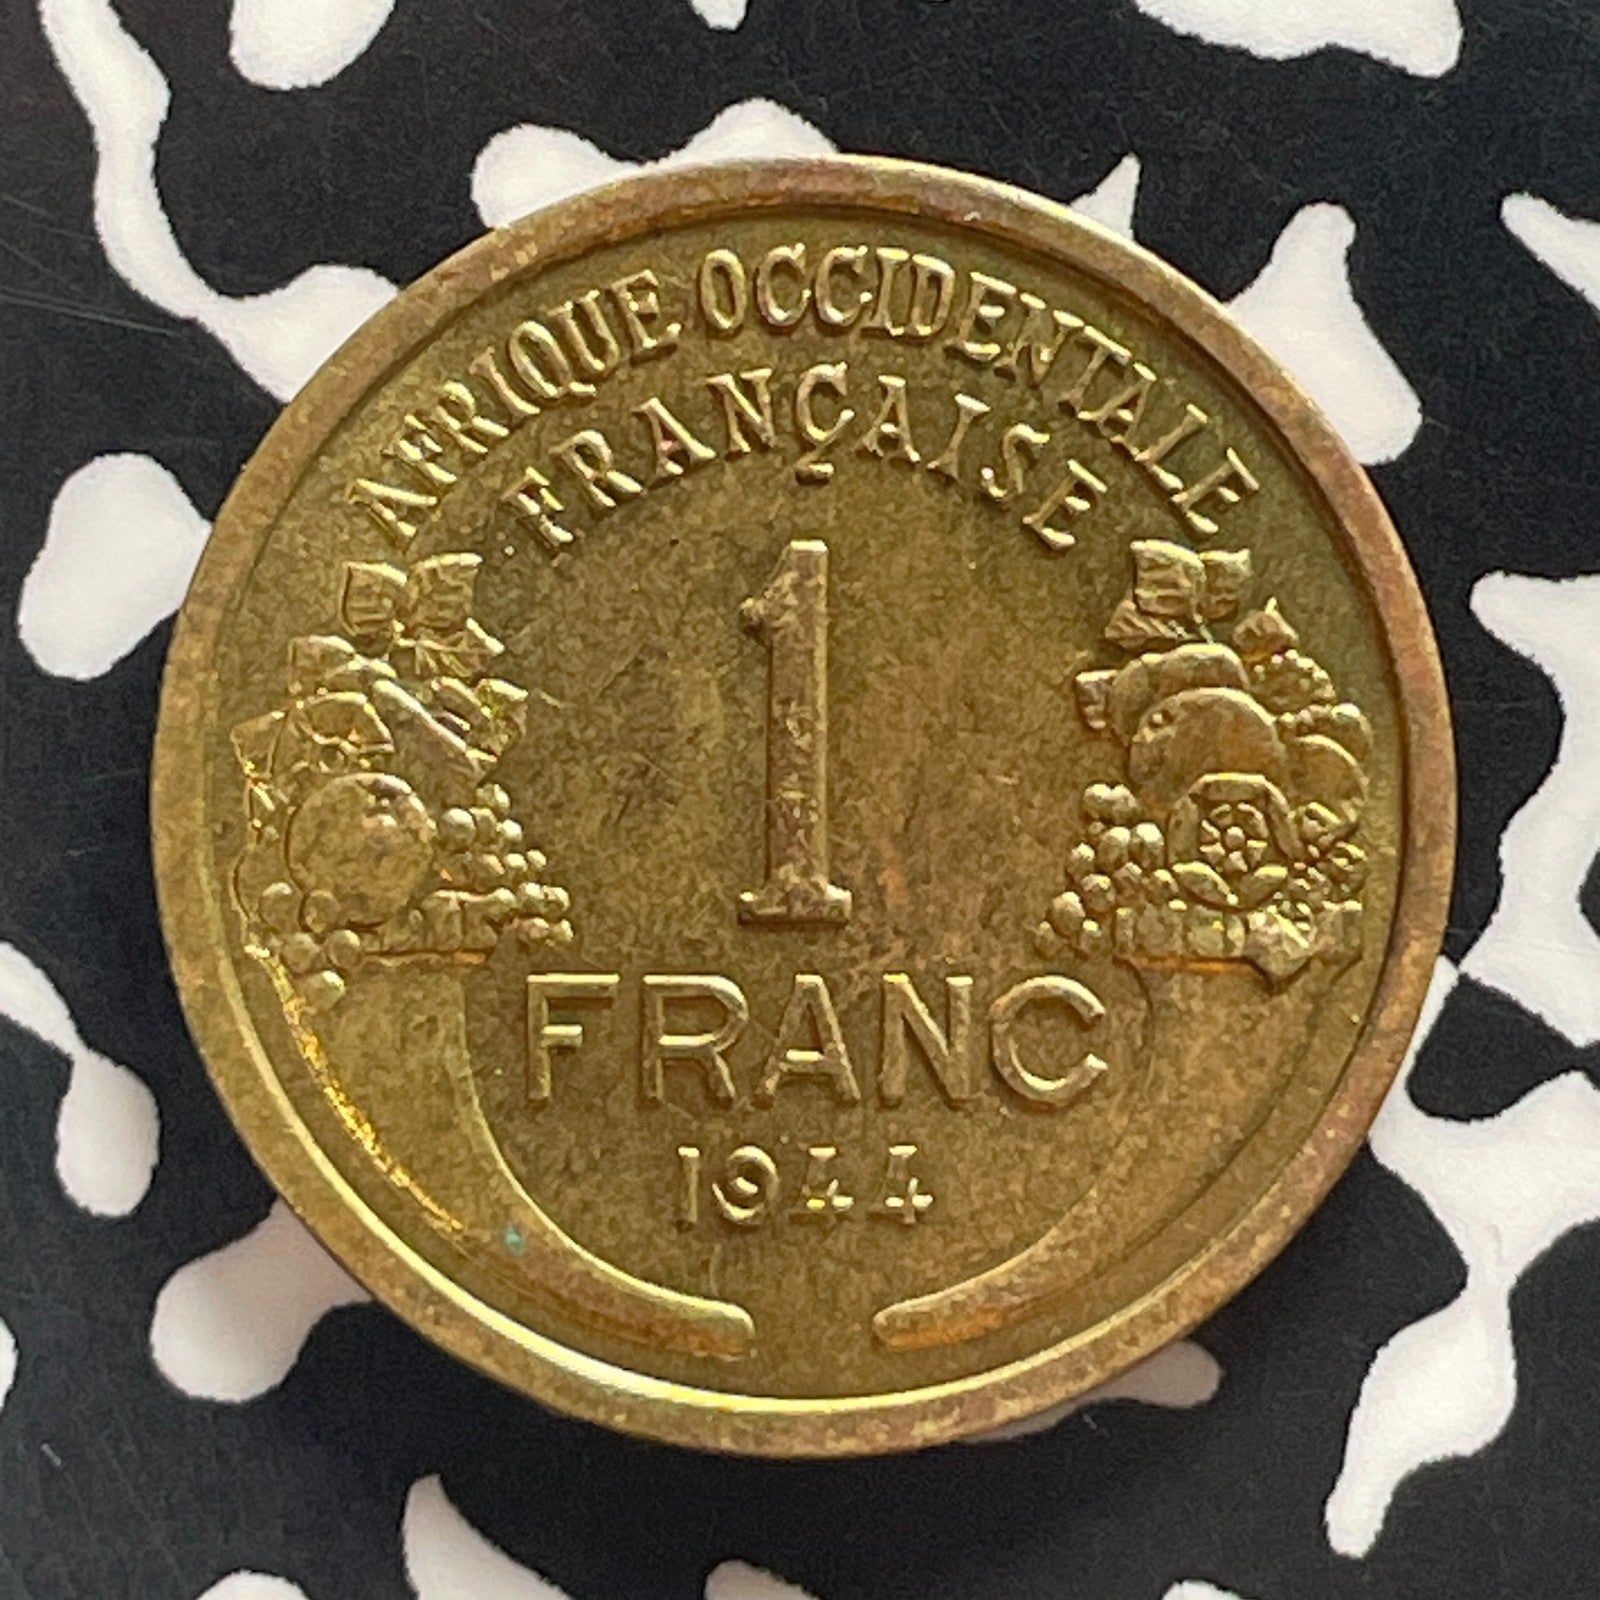 AFRIQUE OCCIDENTALE
FRANÇAISE
1
FRANC
1944